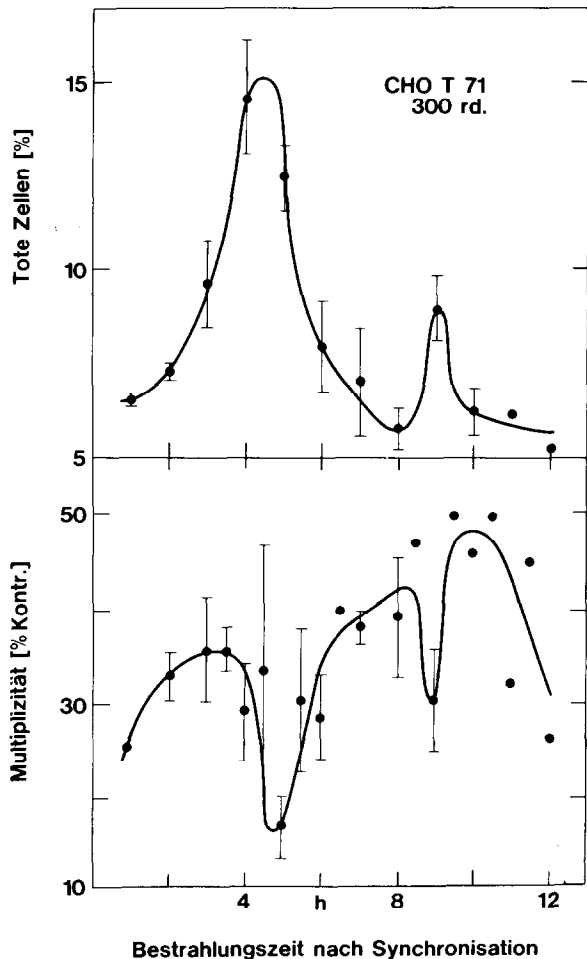 Tote Zellen [%]
15
10
5
CHO T 71
300 rd.
Multiplizität [% Kontr.]
50
30
10
4
h
8
12
Bestrahlungszeit nach Synchronisation